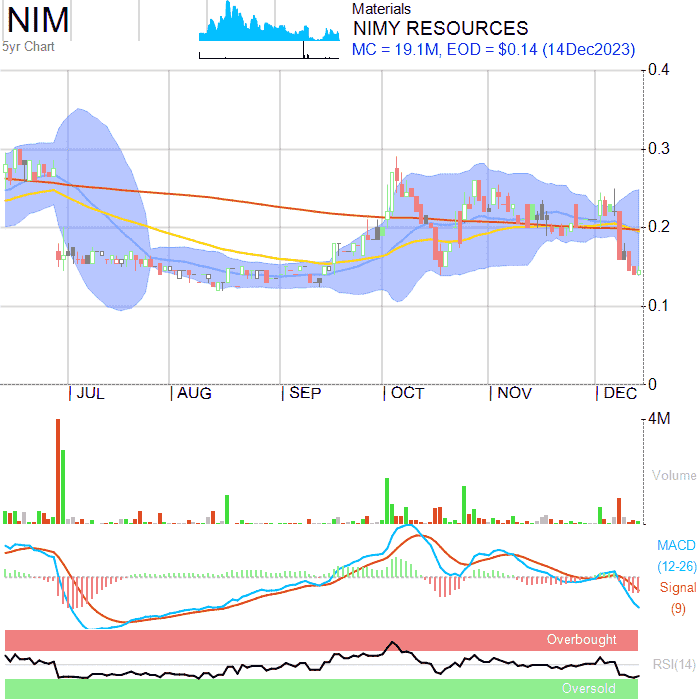 NIM
5yr Chart
Materials
NIMY RESOURCES
MC = 19.1M, EOD = $0.14 (14Dec2023)
0.4
0.3
0.2
0.1
0
JUL
AUG
SEP
OCT
NOV
DEC
4M
Volume
MACD
(12-26)
Signal
(9)
Overbought
RSI(14)
Oversold